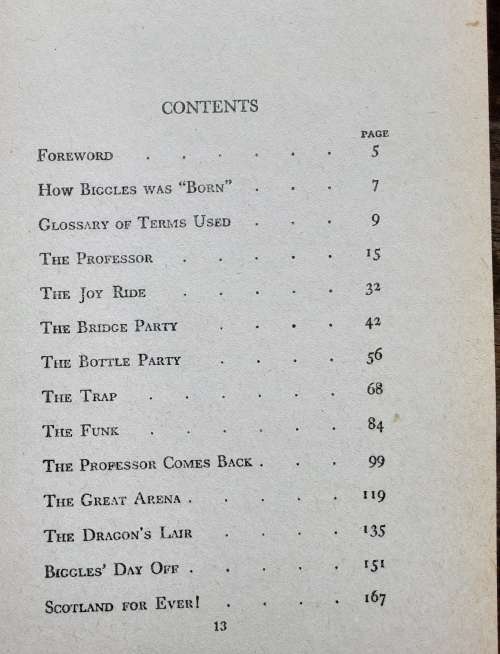 CONTENTS
PAGE
FOREWORD . . . . . . 5
HOW BIGGLES WAS "BORN" . . . 7
GLOSSARY OF TERMS USED . . . 9
THE PROFESSOR . . . . . 15
THE JOY RIDE . . . . . 32
THE BRIDGE PARTY . . . . 42
THE BOTTLE PARTY . . . . 56
THE TRAP . . . . . . 68
THE FUNK . . . . . . 84
THE PROFESSOR COMES BACK . . . 99
THE GREAT ARENA . . . . . 119
THE DRAGON'S LAIR . . . . 135
BIGGLES' DAY OFF . . . . . 151
SCOTLAND FOR EVER! . . . . 167
13